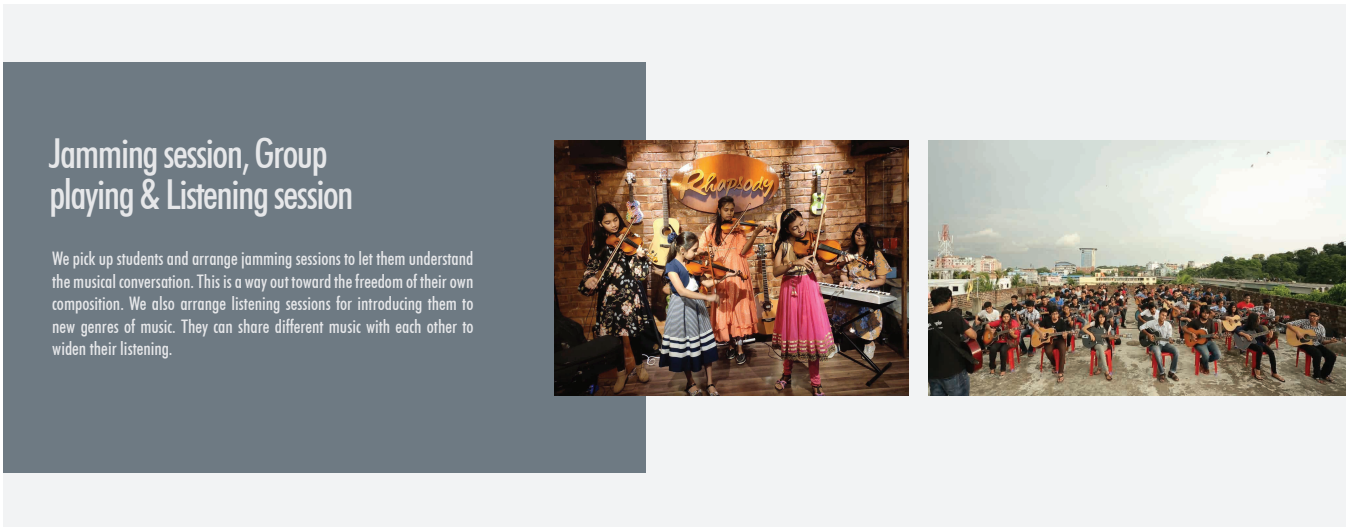 Jamming session, Group
playing & Listening session
We pick up students and arrange jamming sessions to let them understand
the musical conversation. This is a way out toward the freedom of their own
composition. We also arrange listening sessions for introducing them to
new genres of music. They can share different music with each other to
widen their listening.
Rhapsody